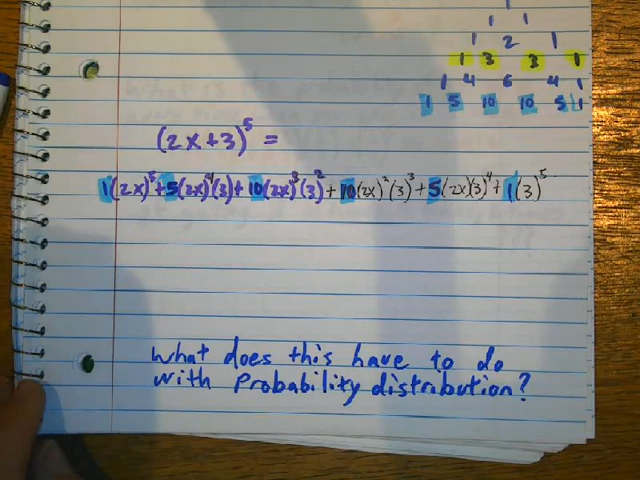 1
1 1
1 2 1
1 3 3 1
1 4 6 4 1
1 5 10 10 5 1
(2x+3)^5 =
1(2x)^5+5(2x)^4(3)+10(2x)^3(3)^2+10(2x)^2(3)^3+5(2x)(3)^4+1(3)^5
What does this have to do
with Probability distribution?